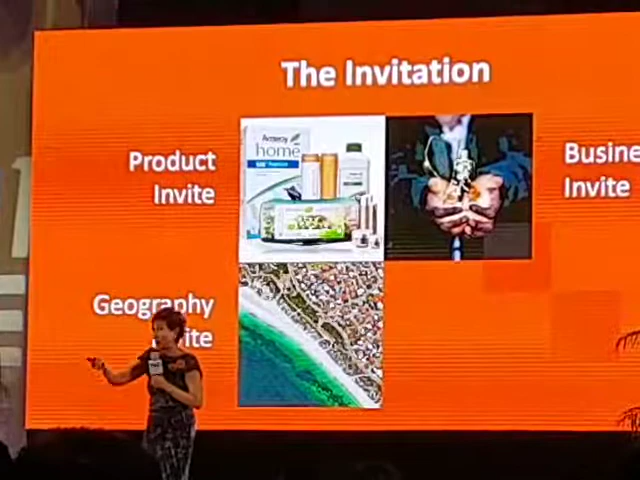 The Invitation
Product
Invite
Amway
home
Busine
Invite
Geography